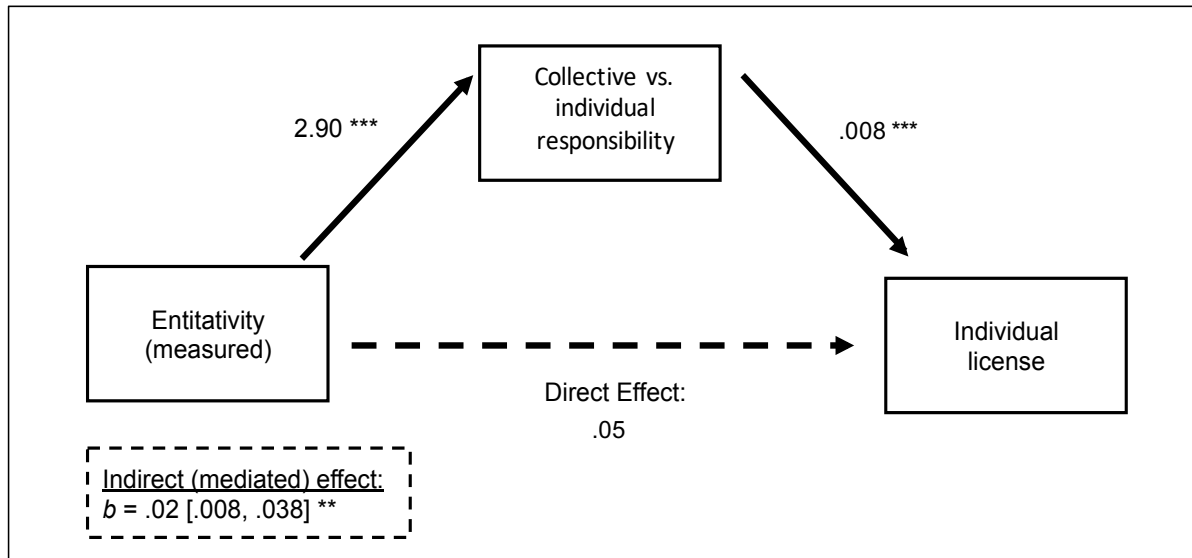 Collective vs.
individual
responsibility
2.90 ***
.008 ***
Entitativity
(measured)
Individual
license
Direct Effect:
.05
Indirect (mediated) effect:
b = .02 [.008, .038] **